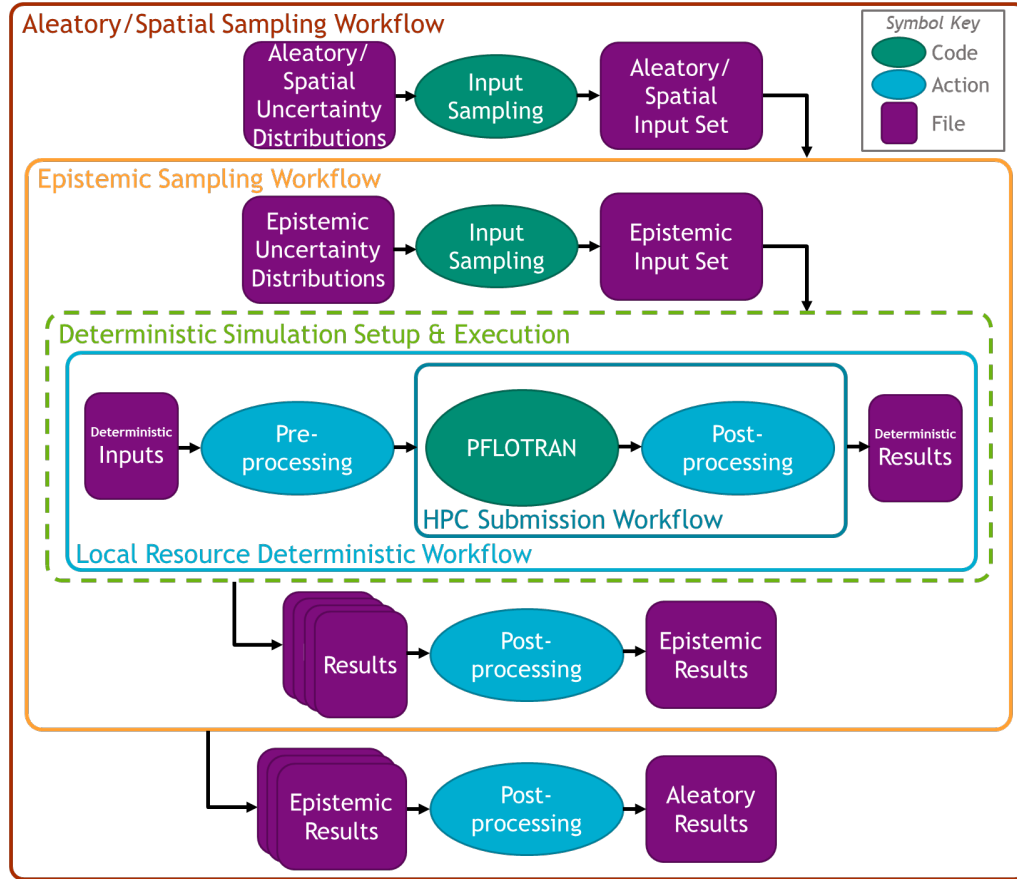 Aleatory/Spatial Sampling Workflow
Symbol Key
Code
Action
File
Aleatory/
Spatial
Uncertainty
Distributions
Input
Sampling
Aleatory/
Spatial
Input Set
Epistemic Sampling Workflow
Epistemic
Uncertainty
Distributions
Input
Sampling
Epistemic
Input Set
Deterministic Simulation Setup & Execution
Deterministic
Inputs
Pre-
processing
PFLOTRAN
Post-
processing
Deterministic
Results
HPC Submission Workflow
Local Resource Deterministic Workflow
Results
Post-
processing
Epistemic
Results
Epistemic
Results
Post-
processing
Aleatory
Results